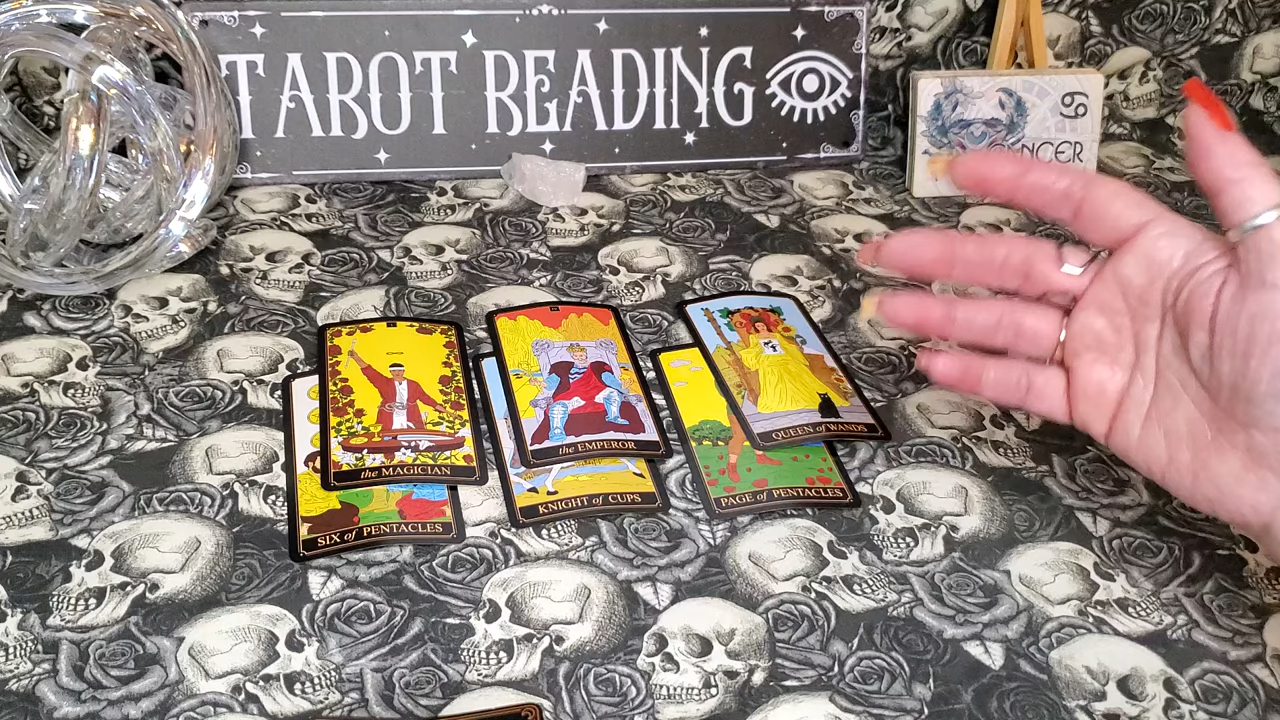 TAROT READING
CANCER
the MAGICIAN
SIX of PENTACLES
the EMPEROR
KNIGHT of CUPS
QUEEN of WANDS
PAGE of PENTACLES